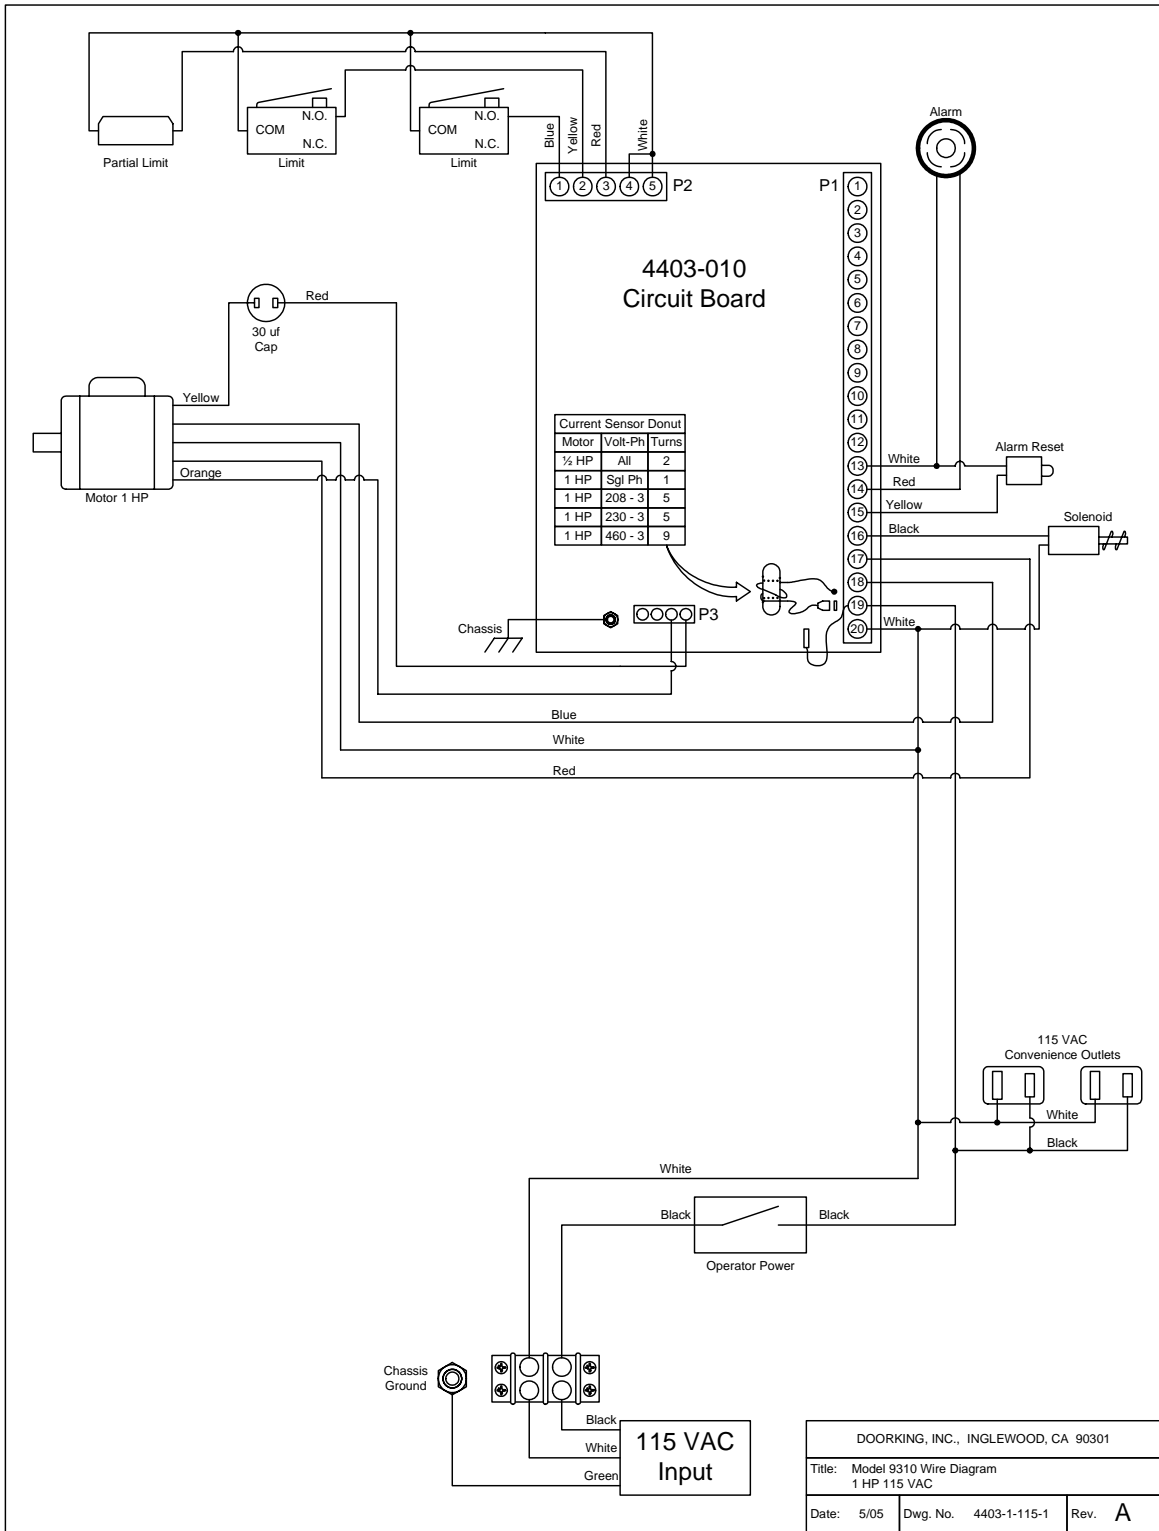 Alarm
N.O.
COM
N.C.
N.O.
COM
N.C.
Partial Limit
Limit
Limit
Blue
Yellow
Red
White
1 2 3 4 5
P2
P1
1
2
3
4
5
6
7
8
9
10
11
12
13
14
15
16
17
18
19
20
4403-010
Circuit Board
Red
30 uf
Cap
Yellow
Orange
Motor 1 HP
Current Sensor Donut
Motor Volt-Ph Turns
½ HP All 2
1 HP Sgl Ph 1
1 HP 208 - 3 5
1 HP 230 - 3 5
1 HP 460 - 3 9
White
Alarm Reset
Red
Yellow
Solenoid
Black
White
Chassis
P3
Blue
White
Red
115 VAC
Convenience Outlets
White
Black
White
Black
Black
Operator Power
Chassis
Ground
Black
White
Green
115 VAC
Input
DOORKING, INC., INGLEWOOD, CA 90301
Title: Model 9310 Wire Diagram
1 HP 115 VAC
Date: 5/05 Dwg. No. 4403-1-115-1 Rev. A